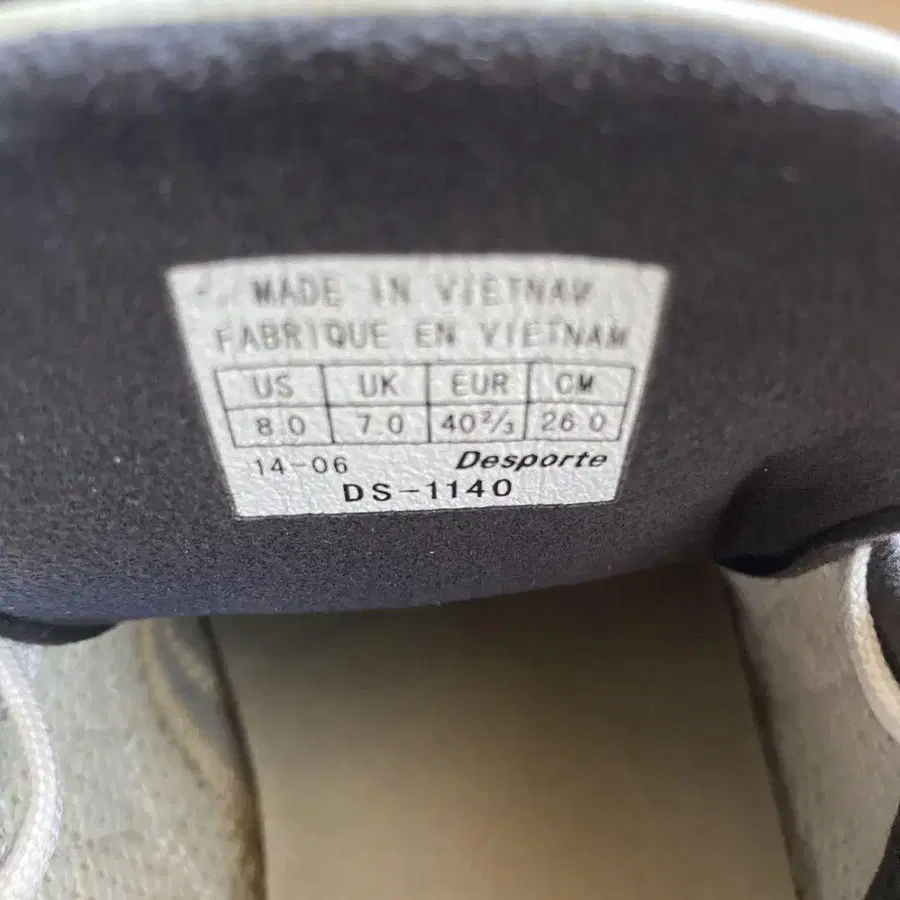 MADE IN VIETNAM
FABRIQUE EN VIETNAM
US UK EUR CM
8.0 7.0 40⅔ 26.0
14-06 Desporte
DS-1140